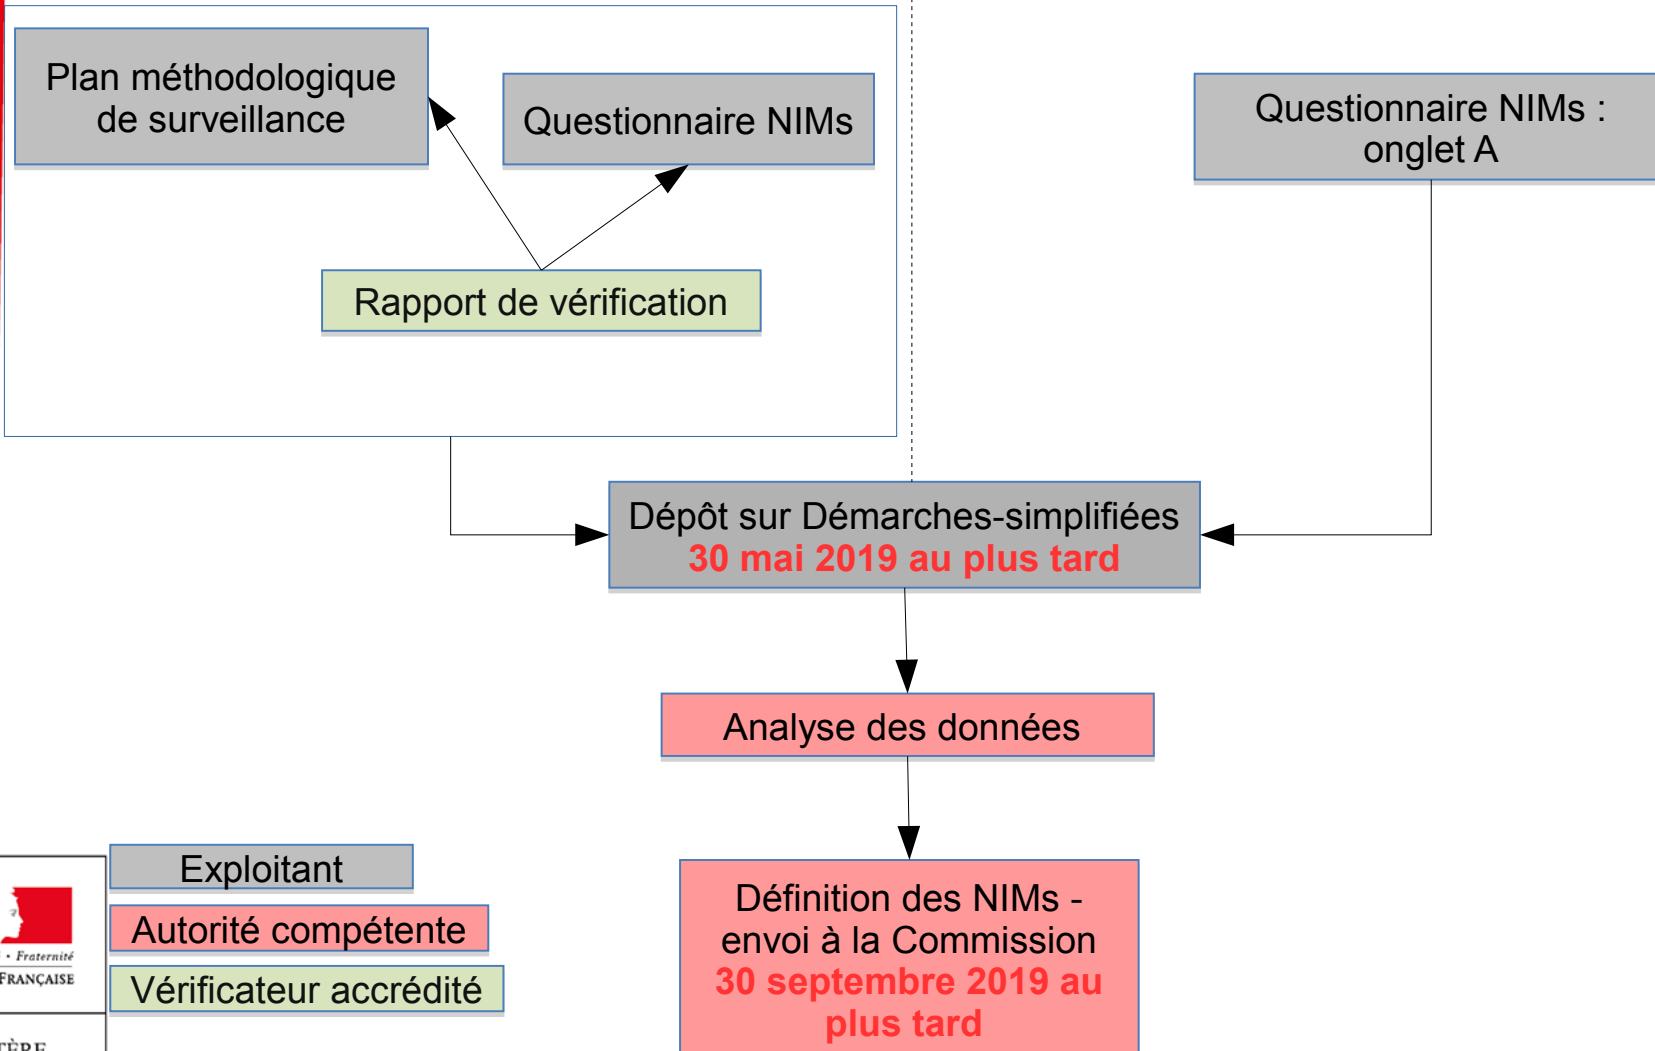 Plan méthodologique
de surveillance
Questionnaire NIMs
Questionnaire NIMs :
onglet A
Rapport de vérification
Dépôt sur Démarches-simplifiées
30 mai 2019 au plus tard
Analyse des données
Définition des NIMs -
envoi à la Commission
30 septembre 2019 au
plus tard
Exploitant
Autorité compétente
Vérificateur accrédité
• Fraternité
FRANÇAISE